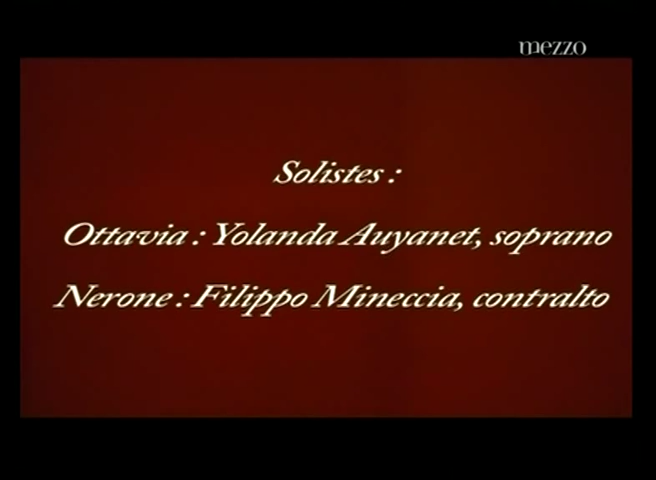 mezzo
Solistes :
Ottavia : Yolanda Auyanet, soprano
Nerone : Filippo Mineccia, contralto